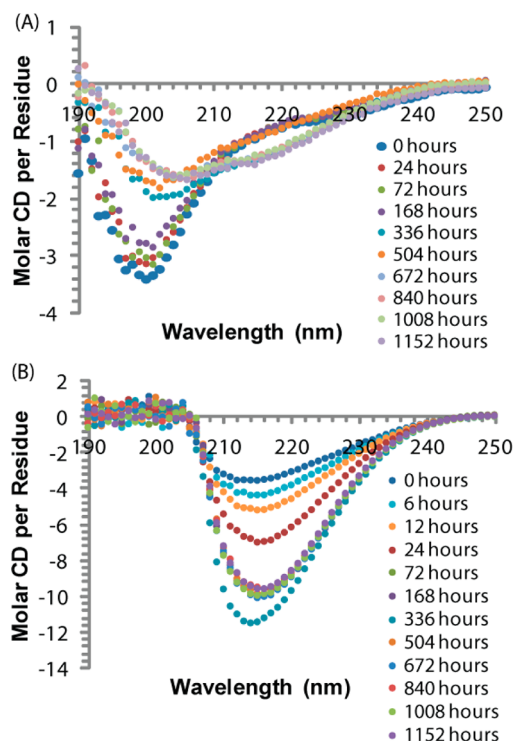 (A)
1
0
190 200 210 220 230 240 250
-1
-2
-3
-4
Molar CD per Residue
Wavelength (nm)
0 hours
24 hours
72 hours
168 hours
336 hours
504 hours
672 hours
840 hours
1008 hours
1152 hours
(B)
2
0
190 200 210 220 230 240 250
-2
-4
-6
-8
-10
-12
-14
Molar CD per Residue
Wavelength (nm)
0 hours
6 hours
12 hours
24 hours
72 hours
168 hours
336 hours
504 hours
672 hours
840 hours
1008 hours
1152 hours